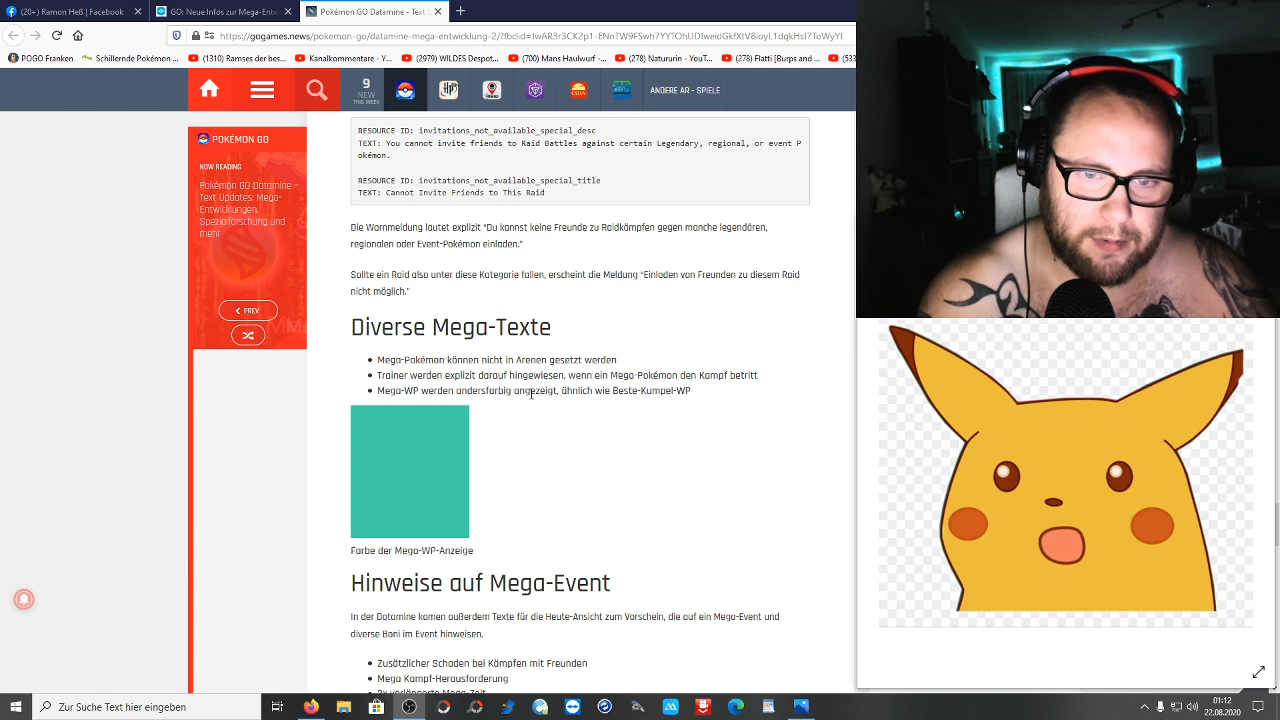 (20+) Ramon Heß | Facebook
GO: Neue Infos zur Mega-Entw
Pokémon GO Datamine - Text
https://gogames.news/pokemon-go/datamine-mega-entwicklung-2/?fbclid=IwAR3r3CK2p1-ENnTW9FSwh7YYTOhUDIweidGkfXtV8ioyL1dqkHsI7ToWyYI
POGO Franken
Schillernde Pokémon ...
(1310) Ramses der bes...
Kanalkommentare - Y...
(2979) WILDES Despot...
(700) Mans Haulwurf - ...
(278) Natururin - YouT...
(278) Flatti [Burps and ...
(533
9
NEW
THIS WEEK
ANDERE AR - SPIELE
POKÉMON GO
NOW READING
Pokémon GO Datamine –
Text Updates: Mega-
Entwicklungen,
Spezialforschung und
mehr
PREV
RESOURCE ID: invitations_not_available_special_desc
TEXT: You cannot invite friends to Raid Battles against certain Legendary, regional, or event P
okémon.
RESOURCE ID: invitations_not_available_special_title
TEXT: Cannot Invite Friends to This Raid
Die Warnmeldung lautet explizit “Du kannst keine Freunde zu Raidkämpfen gegen manche legendären,
regionalen oder Event-Pokémon einladen.”
Sollte ein Raid also unter diese Kategorie fallen, erscheint die Meldung “Einladen von Freunden zu diesem Raid
nicht möglich.”
Diverse Mega-Texte
Mega-Pokémon können nicht in Arenen gesetzt werden
Trainer werden explizit darauf hingewiesen, wenn ein Mega-Pokémon den Kampf betritt
Mega-WP werden andersfarbig angezeigt, ähnlich wie Beste-Kumpel-WP
Farbe der Mega-WP-Anzeige
Hinweise auf Mega-Event
In der Datamine kamen außerdem Texte für die Heute-Ansicht zum Vorschein, die auf ein Mega-Event und
diverse Boni im Event hinweisen.
Zusätzlicher Schaden bei Kämpfen mit Freunden
Mega Kampf-Herausforderung
2x verlängerte Mega-Zeit
Zur Suche Text hier eingeben
01:12
22.08.2020